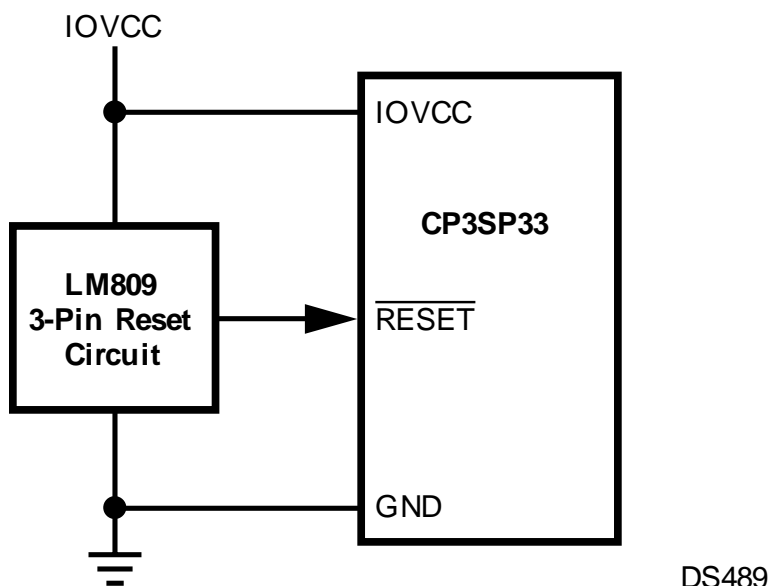 IOVCC
IOVCC
CP3SP33
LM809
3-Pin Reset
Circuit
RESET
GND
DS489